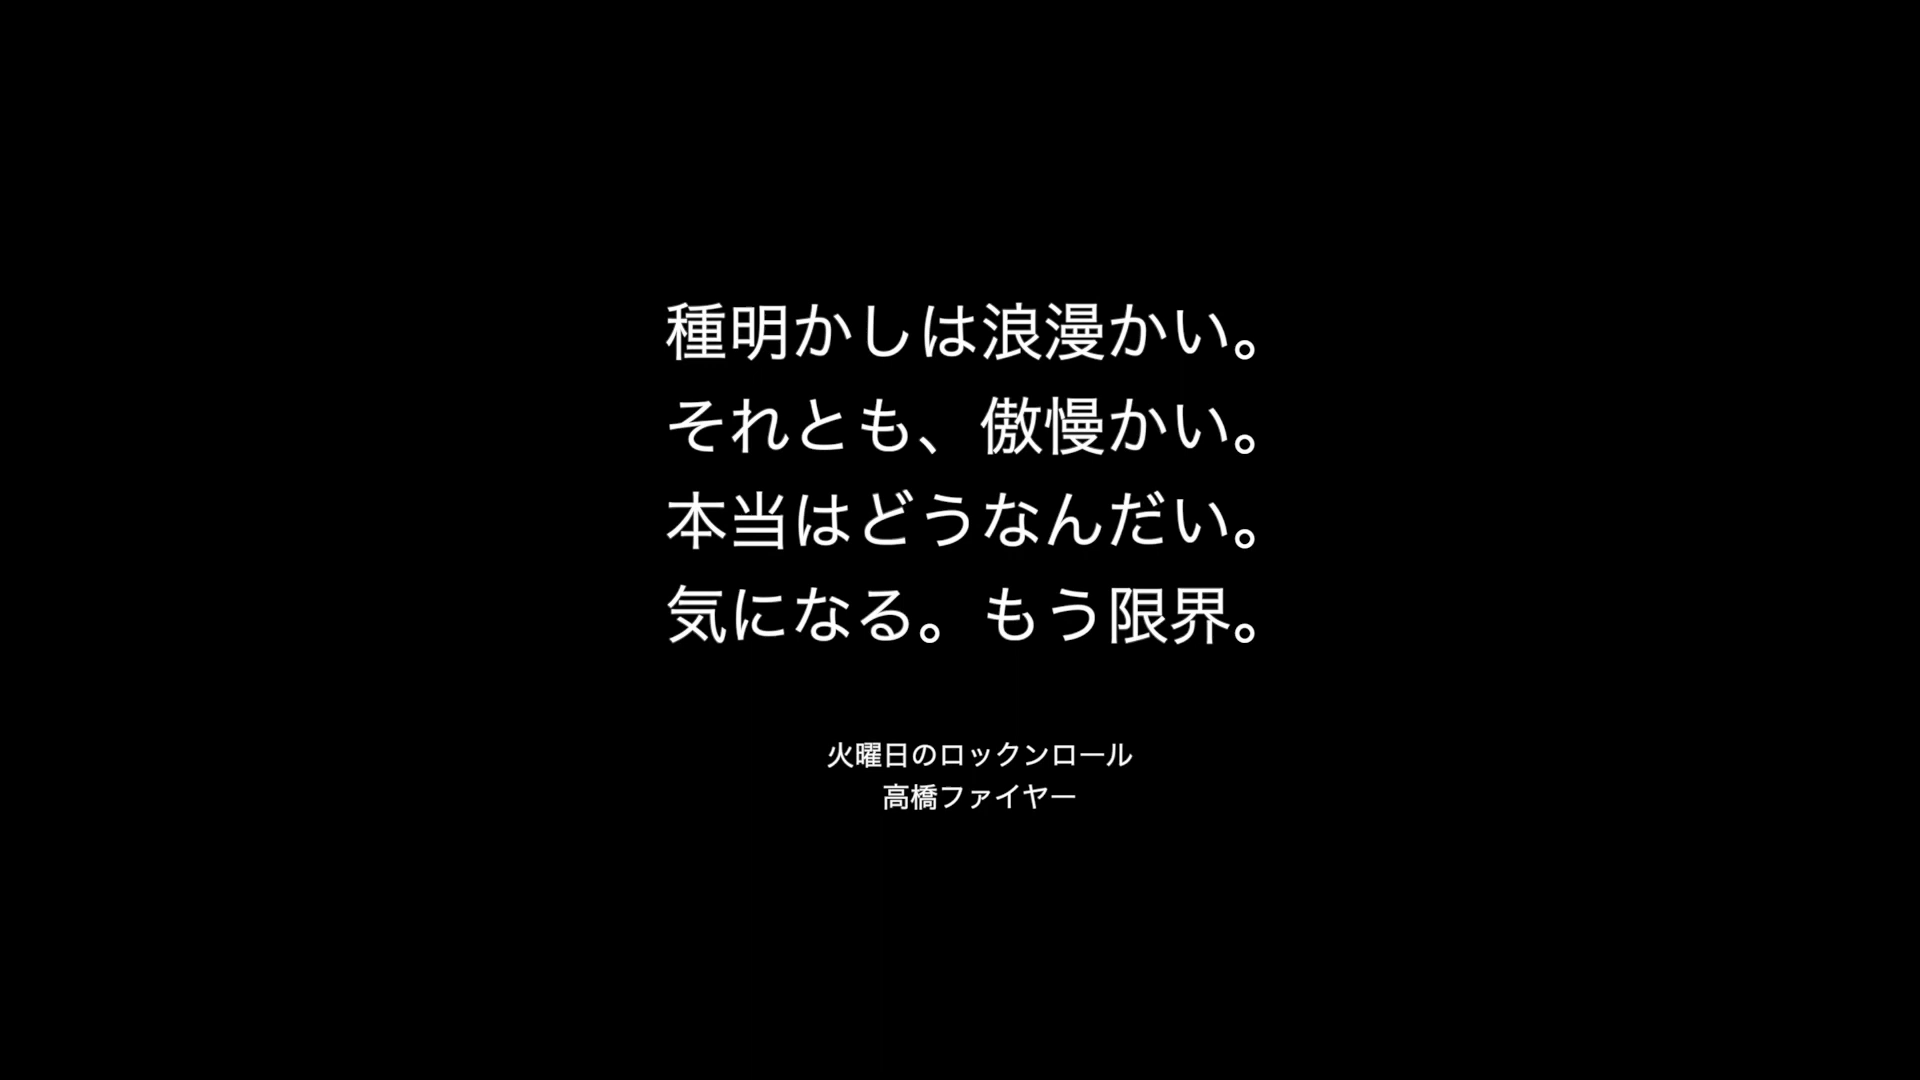 種明かしは浪漫かい。
それとも、傲慢かい。
本当はどうなんだい。
気になる。もう限界。
火曜日のロックンロール
高橋ファイヤー